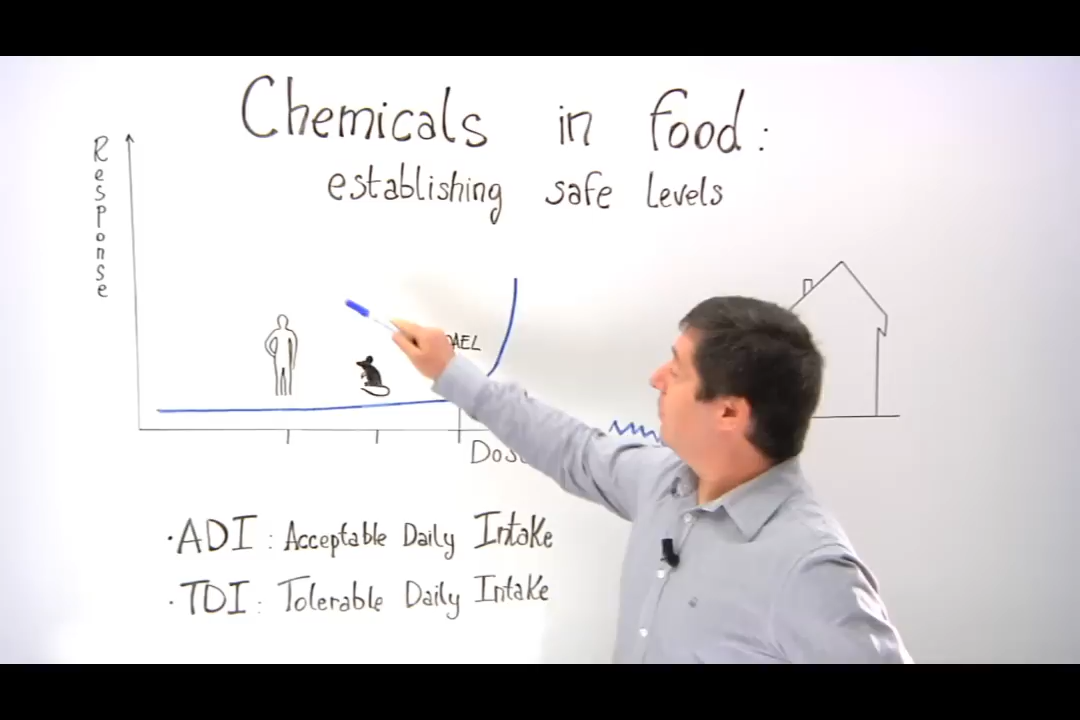 Chemicals in food:
establishing safe levels
Response
• ADI : Acceptable Daily Intake
• TDI : Tolerable Daily Intake